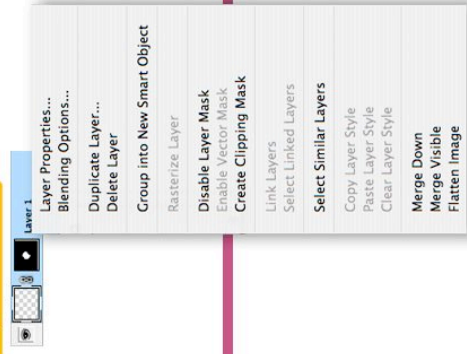 Layer 1
Layer Properties...
Blending Options...
Duplicate Layer...
Delete Layer
Group into New Smart Object
Rasterize Layer
Disable Layer Mask
Enable Vector Mask
Create Clipping Mask
Link Layers
Select Linked Layers
Select Similar Layers
Copy Layer Style
Paste Layer Style
Clear Layer Style
Merge Down
Merge Visible
Flatten Image